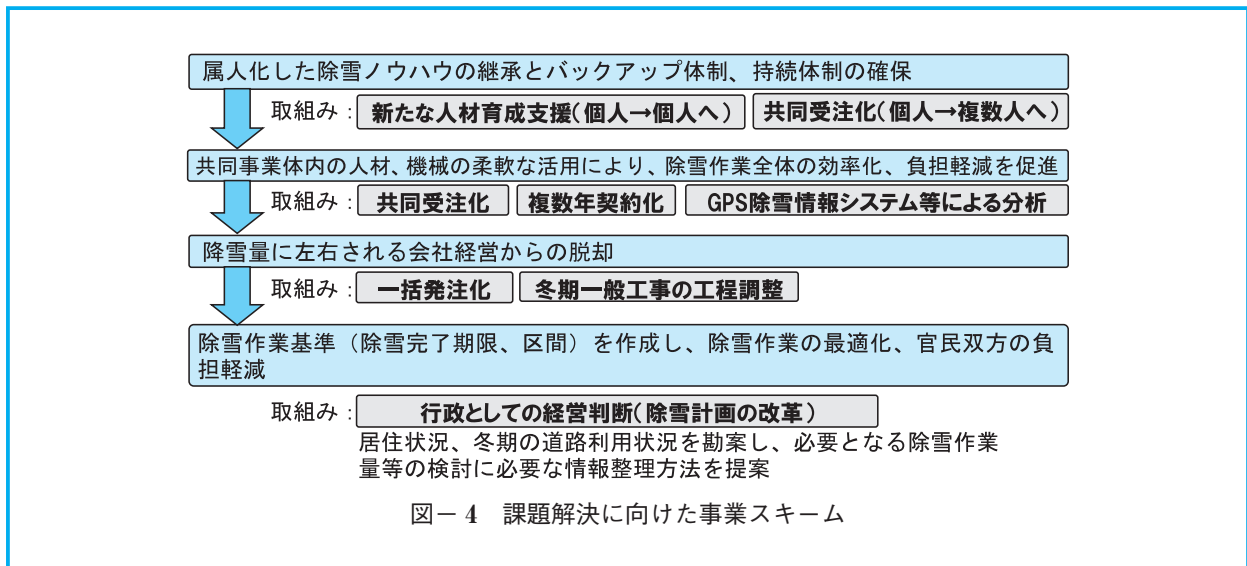 属人化した除雪ノウハウの継承とバックアップ体制、持続体制の確保
取組み：新たな人材育成支援（個人→個人へ） 共同受注化（個人→複数人へ）
共同事業体内の人材、機械の柔軟な活用により、除雪作業全体の効率化、負担軽減を促進
取組み：共同受注化 複数年契約化 GPS除雪情報システム等による分析
降雪量に左右される会社経営からの脱却
取組み：一括発注化 冬期一般工事の工程調整
除雪作業基準（除雪完了期限、区間）を作成し、除雪作業の最適化、官民双方の負
担軽減
取組み：行政としての経営判断（除雪計画の改革）
居住状況、冬期の道路利用状況を勘案し、必要となる除雪作業
量等の検討に必要な情報整理方法を提案
図－4　課題解決に向けた事業スキーム